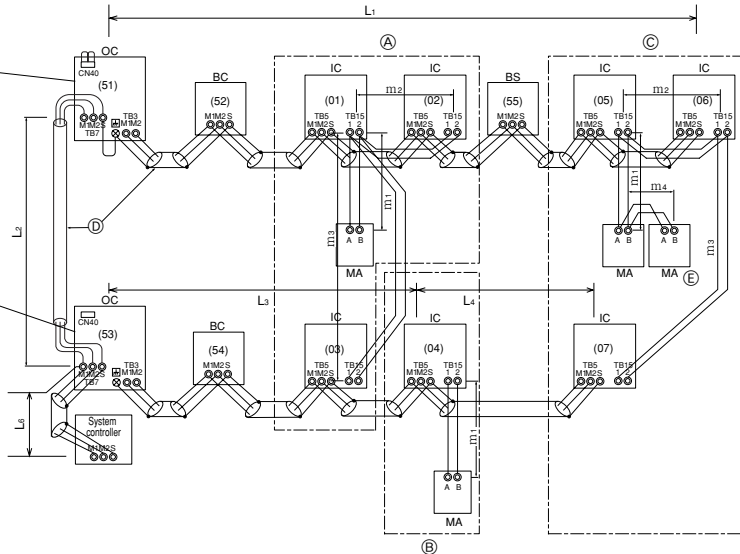 L1
A
C
OC
CN40
(51)
M1M2S
TB7
TB3
M1M2
BC
(52)
M1M2S
IC
(01)
TB5
M1M2S
TB15
1 2
m2
IC
(02)
TB5
M1M2S
TB15
1 2
BS
(55)
M1M2S
IC
(05)
TB5
M1M2S
TB15
1 2
m2
IC
(06)
TB5
M1M2S
TB15
1 2
L2
D
m3
m1
A B
MA
m1
m4
A B
MA
A B
MA
E
m3
L3
L4
OC
CN40
(53)
M1M2S
TB7
TB3
M1M2
BC
(54)
M1M2S
IC
(03)
TB5
M1M2S
TB15
1 2
IC
(04)
TB5
M1M2S
TB15
1 2
IC
(07)
TB5
M1M2S
TB15
1 2
L6
System
controller
M1M2S
m1
A B
MA
B